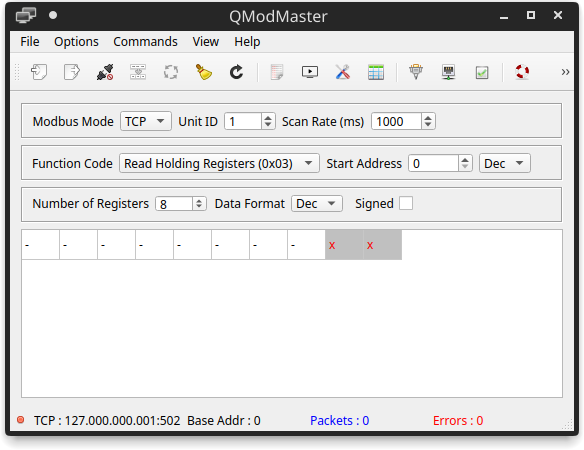 QModMaster
File Options Commands View Help
››
Modbus Mode TCP Unit ID 1 Scan Rate (ms) 1000
Function Code Read Holding Registers (0x03) Start Address 0 Dec
Number of Registers 8 Data Format Dec Signed
- - - - - - - - x x
TCP : 127.000.000.001:502 Base Addr : 0 Packets : 0 Errors : 0